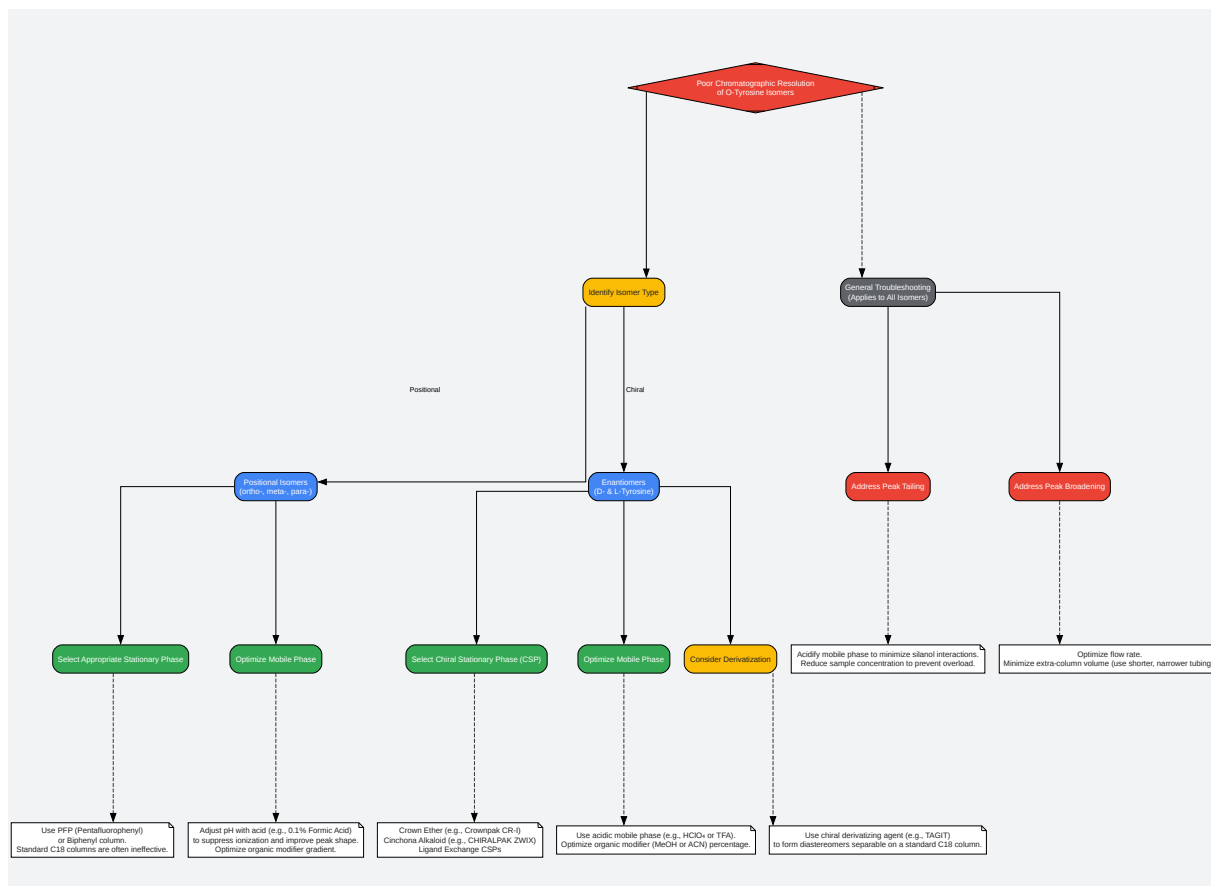 Poor Chromatographic Resolution
of O-Tyrosine Isomers
Identify Isomer Type
General Troubleshooting
(Applies to All Isomers)
Positional
Chiral
Positional Isomers
(ortho-, meta-, para-)
Enantiomers
(D- & L-Tyrosine)
Address Peak Tailing
Address Peak Broadening
Select Appropriate Stationary Phase
Optimize Mobile Phase
Select Chiral Stationary Phase (CSP)
Optimize Mobile Phase
Consider Derivatization
Acidify mobile phase to minimize silanol interactions.
Reduce sample concentration to prevent overload.
Optimize flow rate.
Minimize extra-column volume (use shorter, narrower tubing
Use PFP (Pentafluorophenyl)
or Biphenyl column.
Standard C18 columns are often ineffective.
Adjust pH with acid (e.g., 0.1% Formic Acid)
to suppress ionization and improve peak shape.
Optimize organic modifier gradient.
Crown Ether (e.g., Crownpak CR-I)
Cinchona Alkaloid (e.g., CHIRALPAK ZWIX)
Ligand Exchange CSPs
Use acidic mobile phase (e.g., HClO₄ or TFA).
Optimize organic modifier (MeOH or ACN) percentage.
Use chiral derivatizing agent (e.g., TAGIT)
to form diastereomers separable on a standard C18 column.